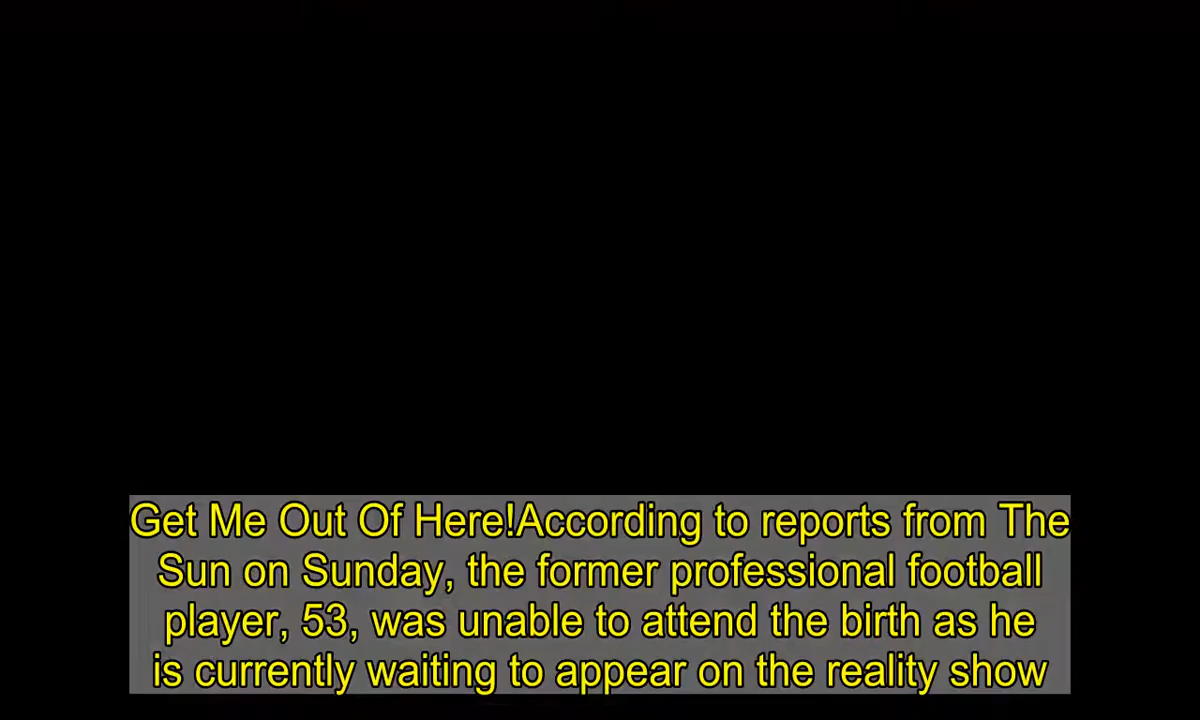 Get Me Out Of Here!According to reports from The
Sun on Sunday, the former professional football
player, 53, was unable to attend the birth as he
is currently waiting to appear on the reality show